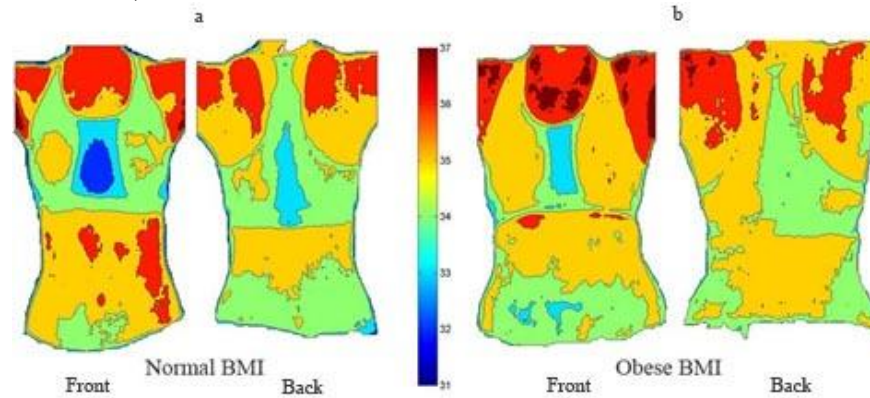 a
b
37
36
35
34
33
32
31
Normal BMI
Front
Back
Obese BMI
Front
Back